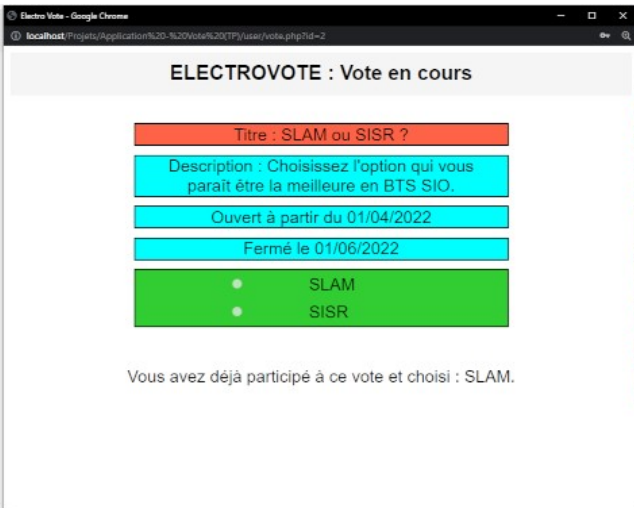 Electro Vote - Google Chrome
localhost/Projets/Application%20-%20Vote%20(TP)/user/vote.php?id=2
ELECTROVOTE : Vote en cours
Titre : SLAM ou SISR ?
Description : Choisissez l'option qui vous
paraît être la meilleure en BTS SIO.
Ouvert à partir du 01/04/2022
Fermé le 01/06/2022
SLAM
SISR
Vous avez déjà participé à ce vote et choisi : SLAM.